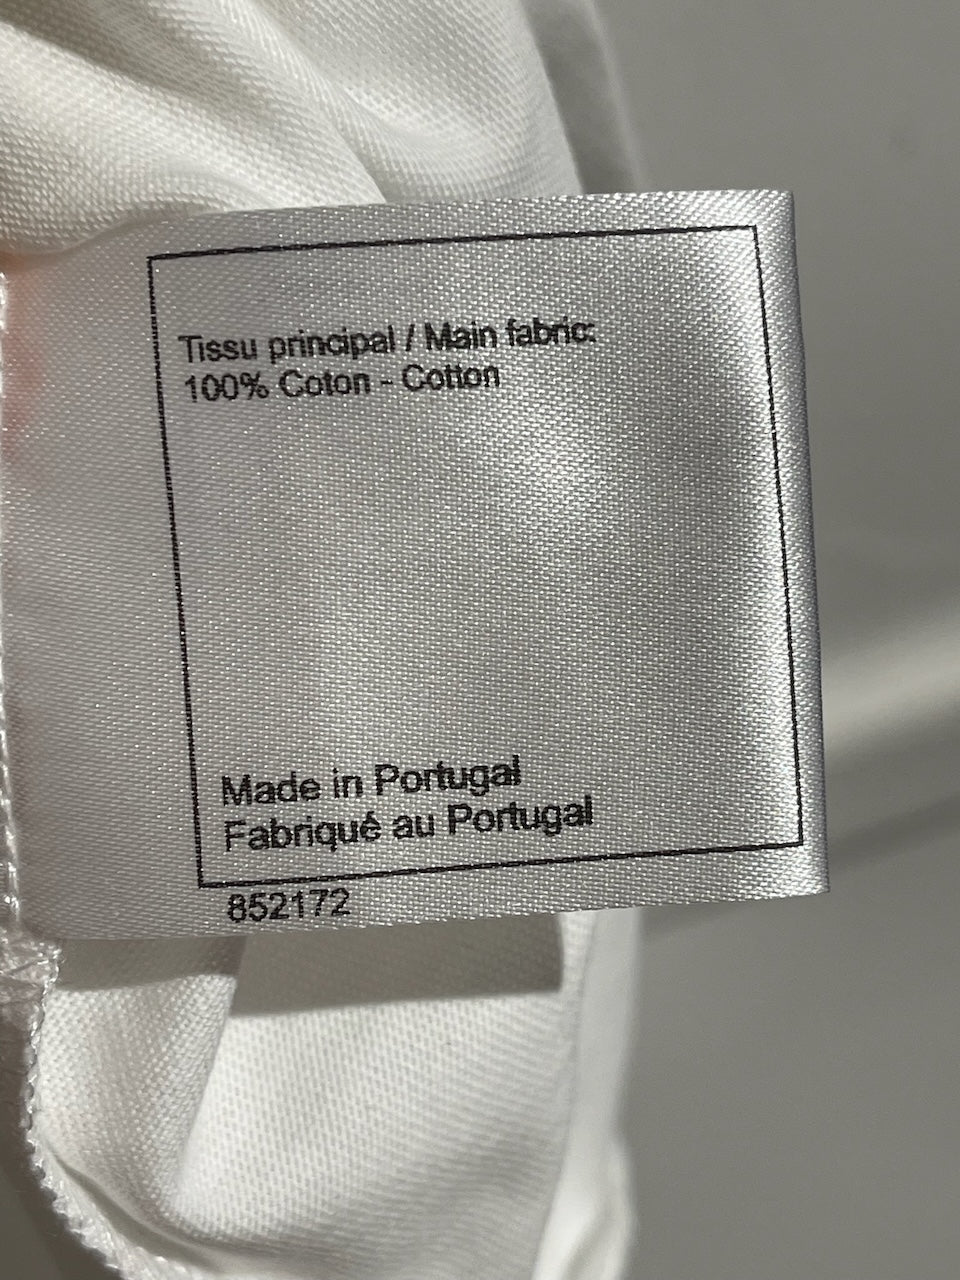 Tissu principal / Main fabric:
100% Coton - Cotton
Made in Portugal
Fabriqué au Portugal
852172